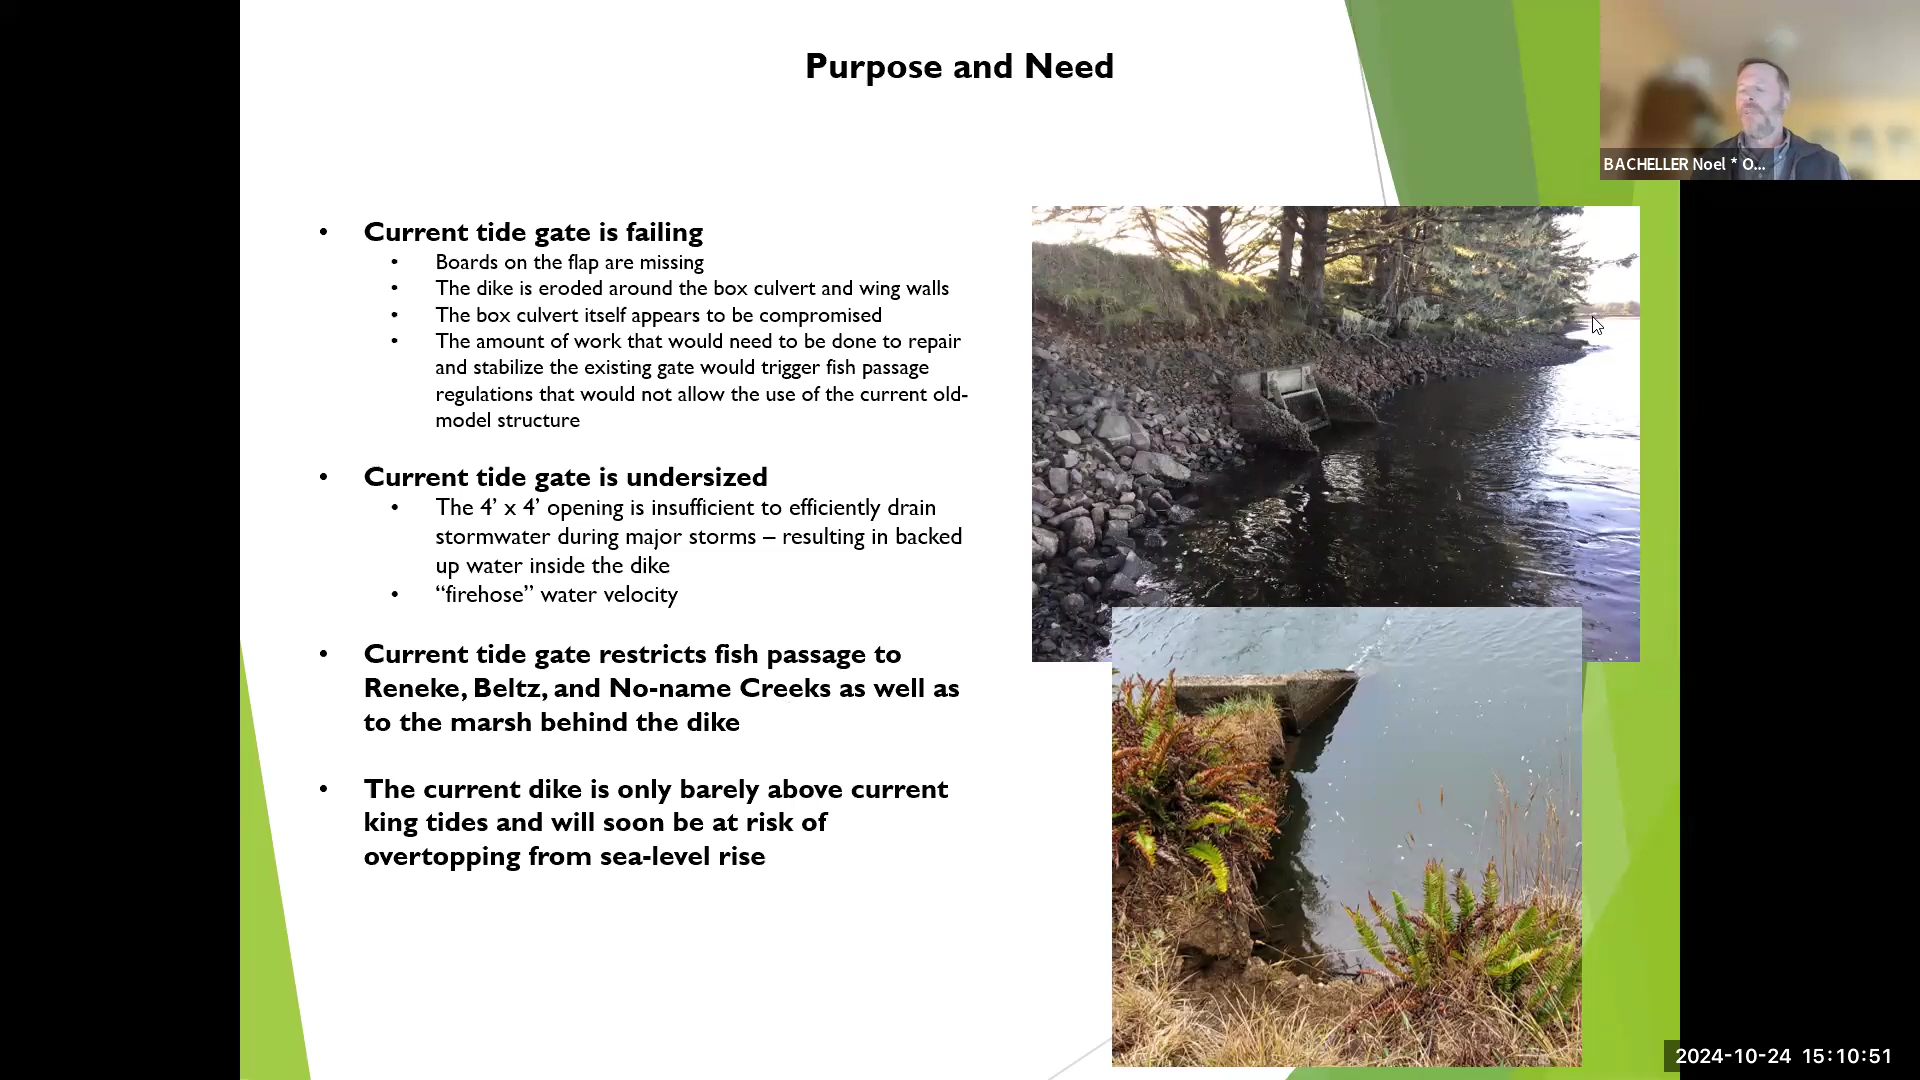 Purpose and Need
BACHELLER Noel * O...
• Current tide gate is failing
• Boards on the flap are missing
• The dike is eroded around the box culvert and wing walls
• The box culvert itself appears to be compromised
• The amount of work that would need to be done to repair
and stabilize the existing gate would trigger fish passage
regulations that would not allow the use of the current old-
model structure
• Current tide gate is undersized
• The 4’ x 4’ opening is insufficient to efficiently drain
stormwater during major storms – resulting in backed
up water inside the dike
• “firehose” water velocity
• Current tide gate restricts fish passage to
Reneke, Beltz, and No-name Creeks as well as
to the marsh behind the dike
• The current dike is only barely above current
king tides and will soon be at risk of
overtopping from sea-level rise
2024-10-24 15:10:51